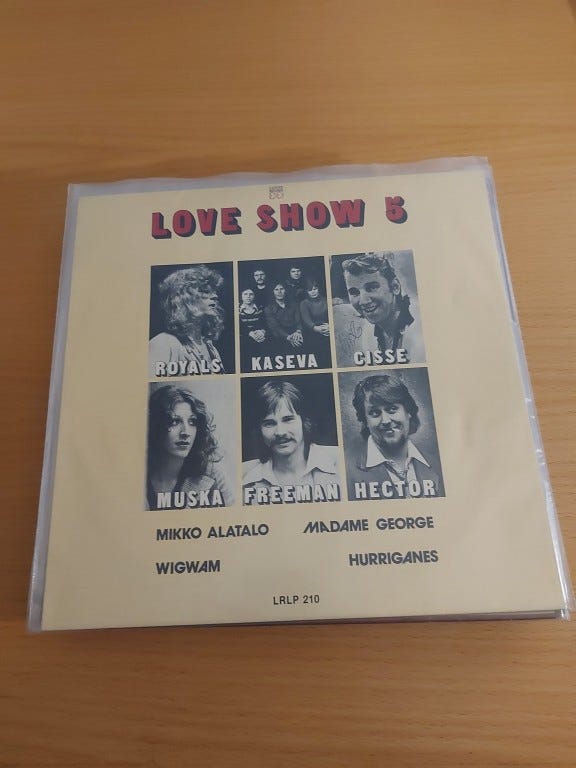 LOVE SHOW 5
ROYALS KASEVA CISSE
MUSKA FREEMAN HECTOR
MIKKO ALATALO MADAME GEORGE
WIGWAM HURRIGANES
LRLP 210